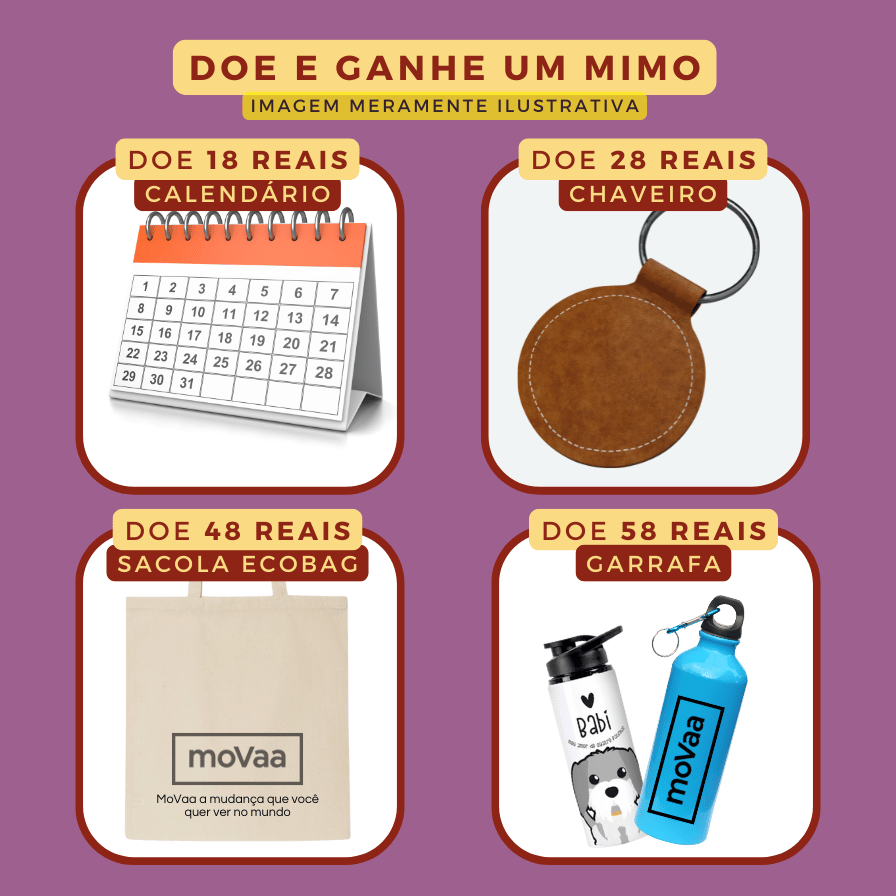 DOE E GANHE UM MIMO
IMAGEM MERAMENTE ILUSTRATIVA
DOE 18 REAIS
CALENDÁRIO
1 2 3 4 5 6 7
8 9 10 11 12 13 14
15 16 17 18 19 20 21
22 23 24 25 26 27 28
29 30 31
DOE 28 REAIS
CHAVEIRO
DOE 48 REAIS
SACOLA ECOBAG
moVaa
MoVaa a mudança que você
quer ver no mundo
DOE 58 REAIS
GARRAFA
Babi
moVaa